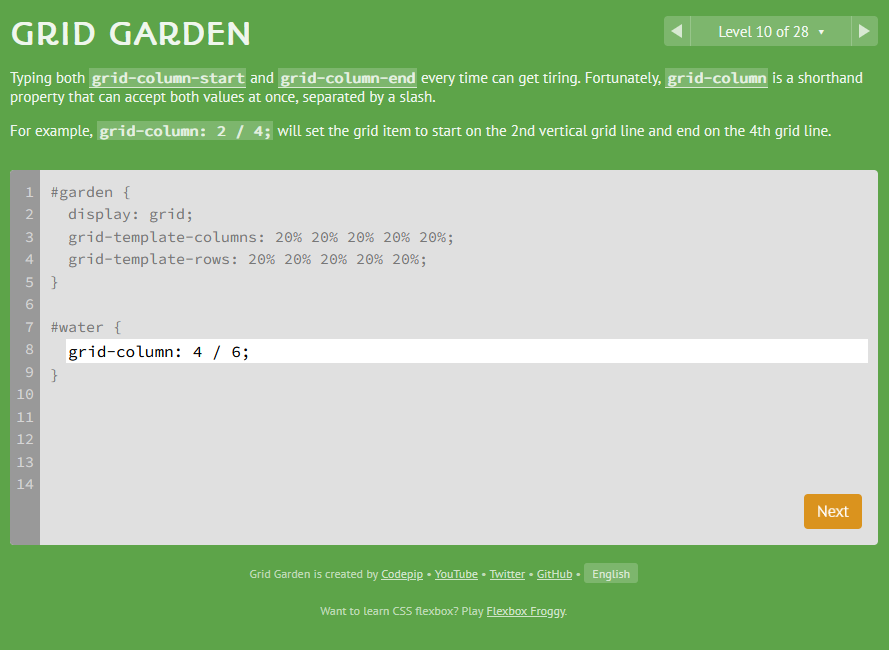 GRID GARDEN
Level 10 of 28 ▾
Typing both grid-column-start and grid-column-end every time can get tiring. Fortunately, grid-column is a shorthand
property that can accept both values at once, separated by a slash.
For example, grid-column: 2 / 4; will set the grid item to start on the 2nd vertical grid line and end on the 4th grid line.
1 #garden {
2 display: grid;
3 grid-template-columns: 20% 20% 20% 20% 20%;
4 grid-template-rows: 20% 20% 20% 20% 20%;
5 }
6
7 #water {
8 grid-column: 4 / 6;
9 }
10
11
12
13
14
Next
Grid Garden is created by Codepip • YouTube • Twitter • GitHub • English
Want to learn CSS flexbox? Play Flexbox Froggy.